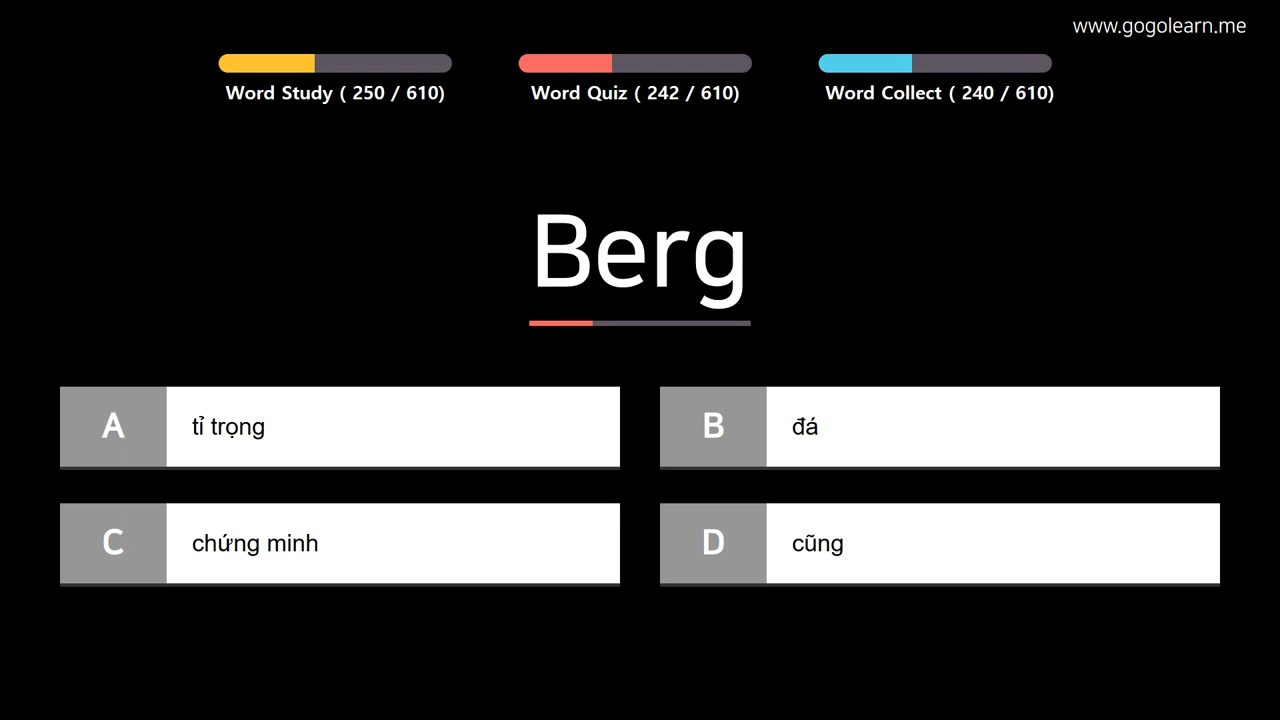 www.gogolearn.me
Word Study ( 250 / 610)
Word Quiz ( 242 / 610)
Word Collect ( 240 / 610)
Berg
A
tỉ trọng
B
đá
C
chứng minh
D
cũng